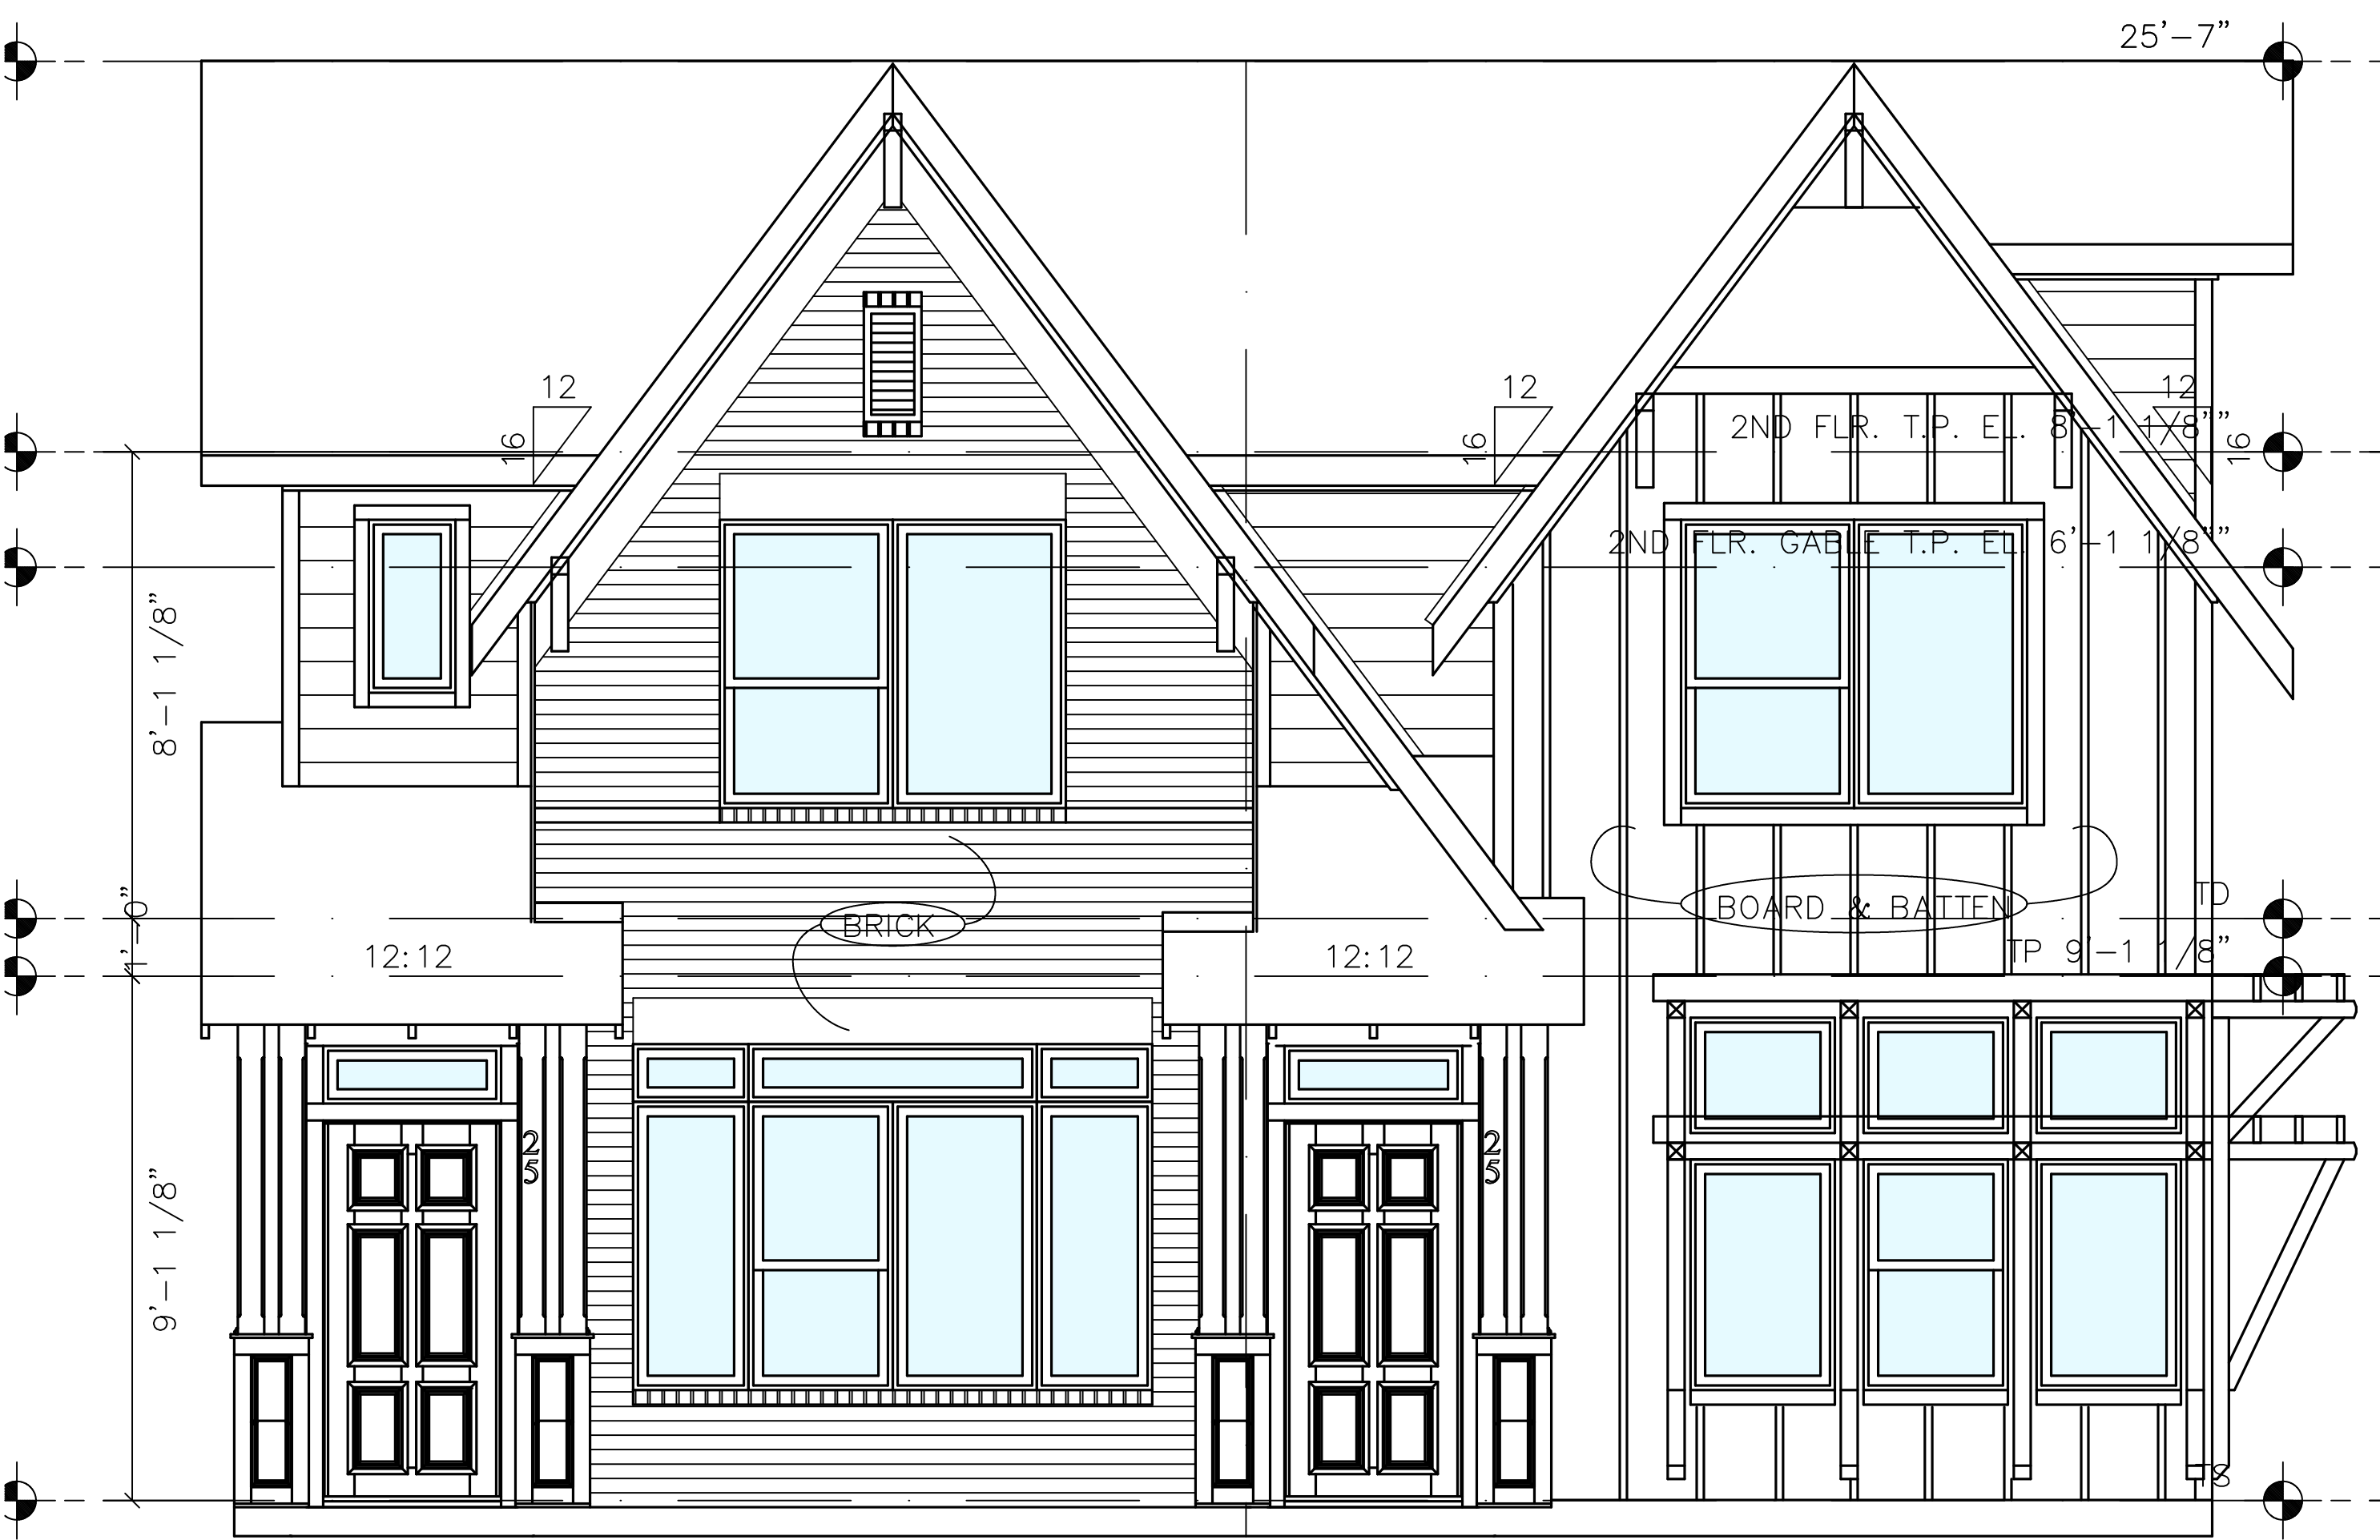 25'-7"
12
16
12
16
12
16
2ND FLR. T.P. EL. 8'-1 1/8""
2ND FLR. GABLE T.P. EL. 6'-1 1/8""
8'-1 1/8"
1'-0"
BRICK
BOARD & BATTEN
TD
12:12
12:12
TP 9'-1 1/8"
25
25
9'-1 1/8"
TS